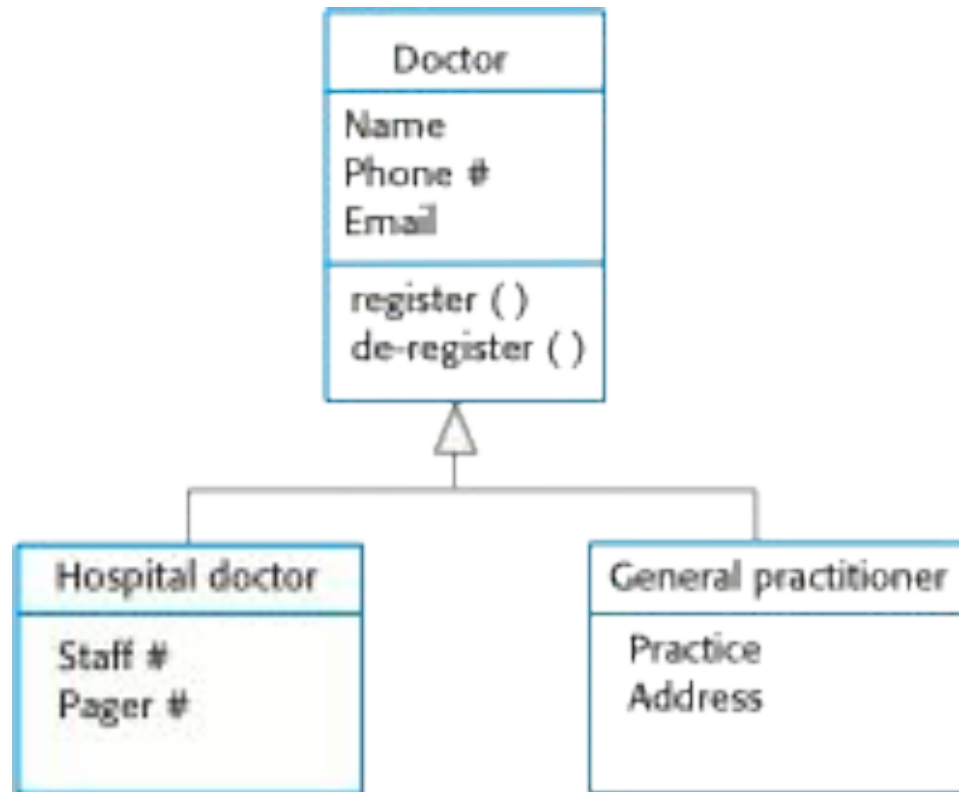 Doctor
Name
Phone #
Email
register ( )
de-register ( )
Hospital doctor
Staff #
Pager #
General practitioner
Practice
Address